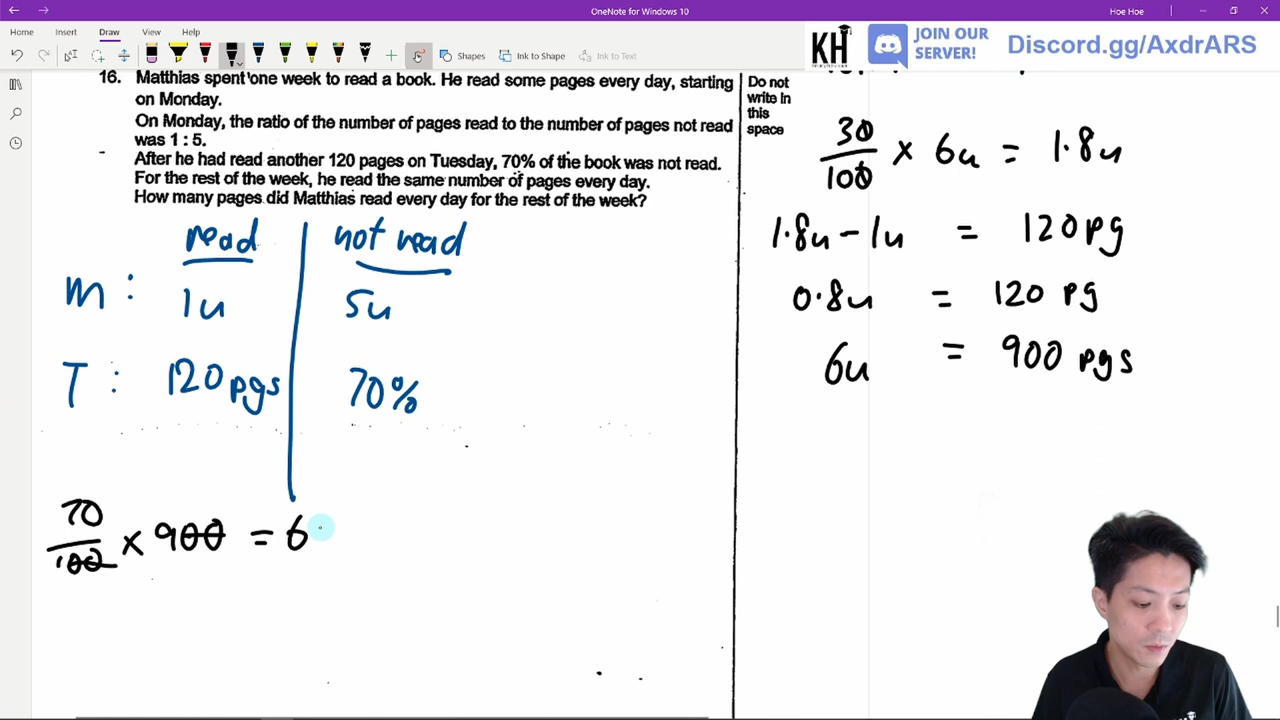 OneNote for Windows 10
Hoe Hoe
Home Insert Draw View Help
Shapes Ink to Shape Ink to Text
KH
JOIN OUR
SERVER!
Discord.gg/AxdrARS
16. Matthias spent one week to read a book. He read some pages every day, starting
on Monday.
On Monday, the ratio of the number of pages read to the number of pages not read
was 1 : 5.
After he had read another 120 pages on Tuesday, 70% of the book was not read.
For the rest of the week, he read the same number of pages every day.
How many pages did Matthias read every day for the rest of the week?
Do not
write in
this
space
read not read
M : 1u 5u
T : 120 pgs 70%
70/100 × 900 = 6
30/100 × 6u = 1.8u
1.8u - 1u = 120 pg
0.8u = 120 pg
6u = 900 pgs